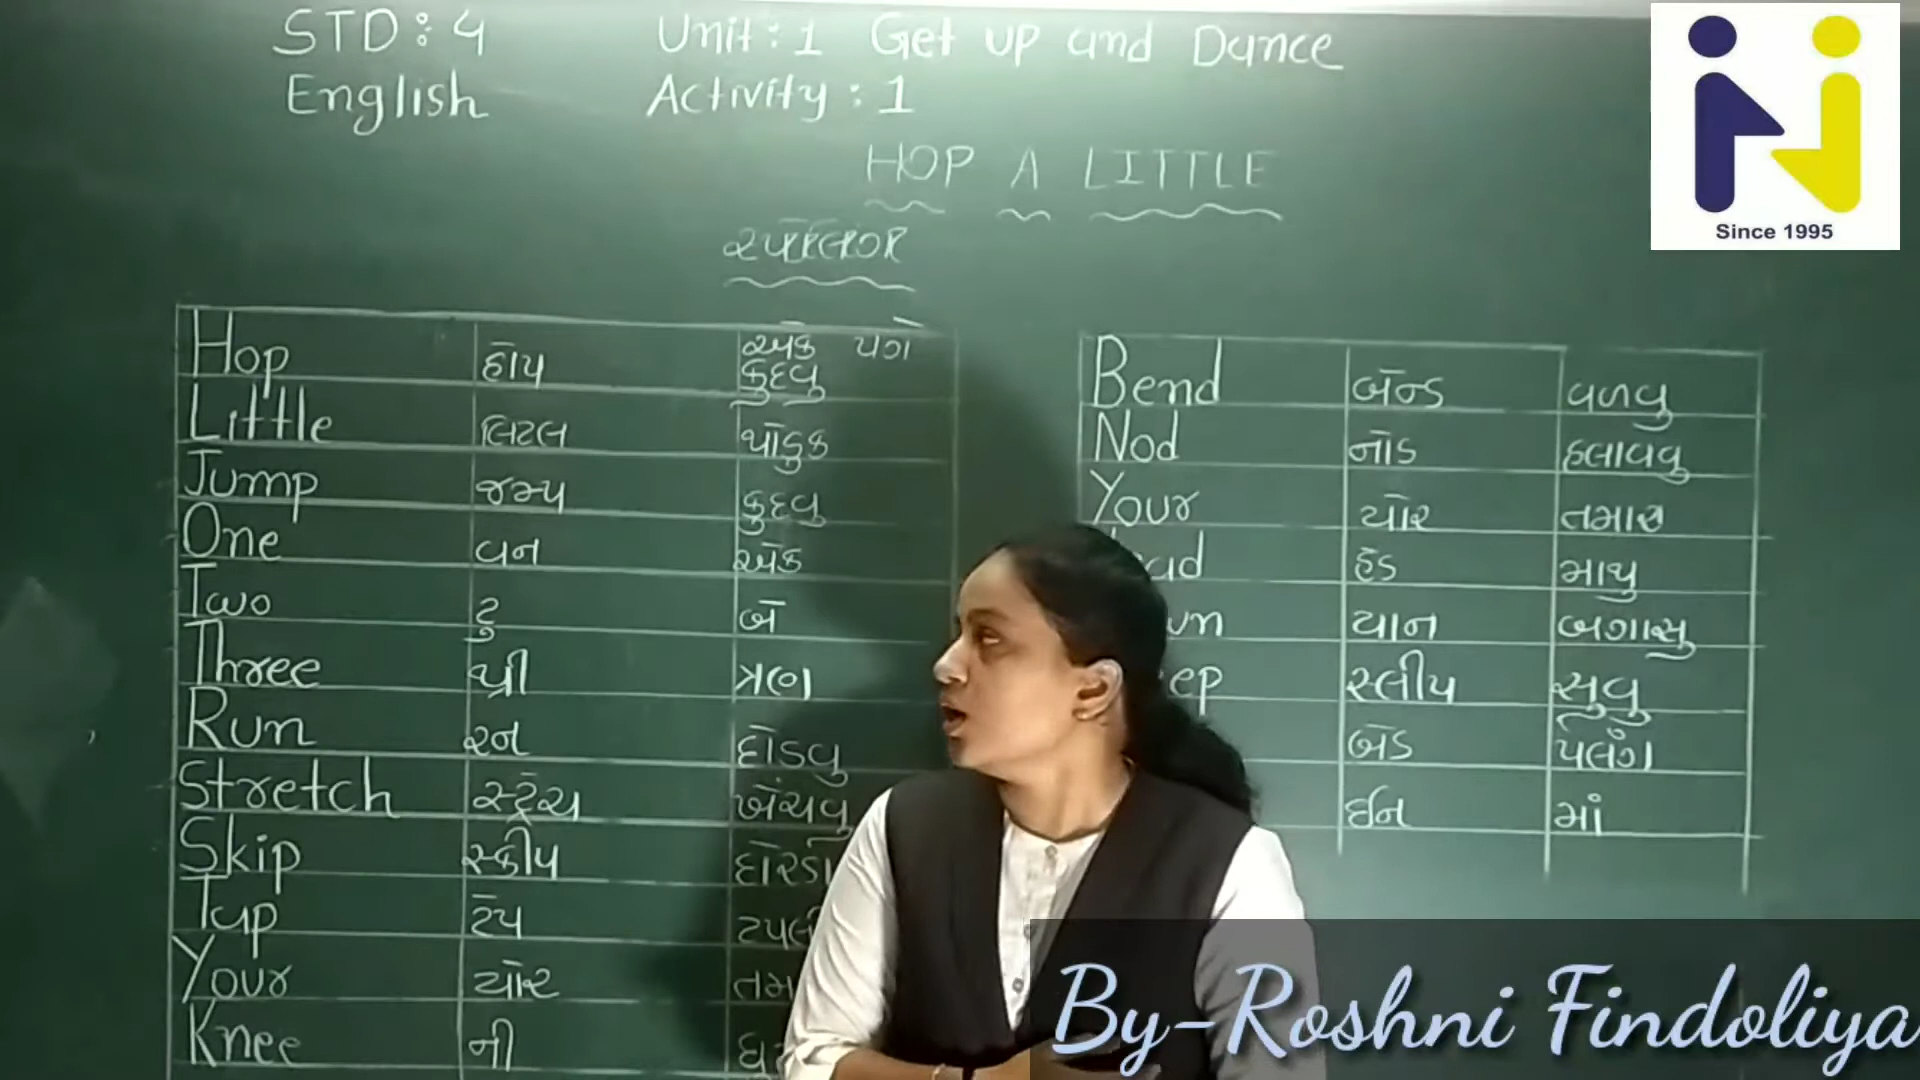 STD : 4 Unit : 1 Get up and Dance
English Activity : 1
HOP A LITTLE
Hop હોપ એક પગે કુદવુ
Little લિટલ થોડુક
Jump જમ્પ કુદવુ
One વન એક
Two ટુ બે
Three થ્રી ત્રણ
Run રન દોડવુ
Stretch સ્ટ્રેચ ખેંચવુ
Skip સ્કીપ
Tap ટેપ
Your યોર
Knee ની
Bend બેન્ડ વળવુ
Nod નોડ હલાવવુ
Your યોર તમારુ
હેડ માથુ
યાન બગાસુ
સ્લીપ સુવુ
બેડ પલંગ
ઈન માં
Since 1995
By-Roshni Findoliya